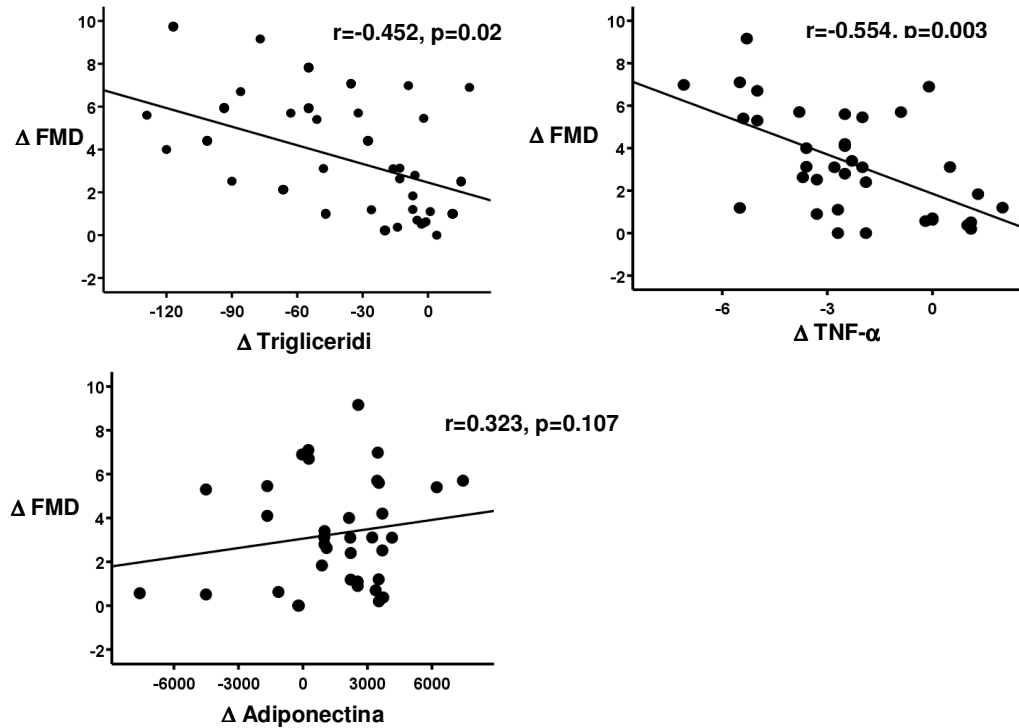 10
8
r=-0.452, p=0.02
6
Δ FMD
4
2
0
-2
-120 -90 -60 -30 0
Δ Trigliceridi
10
r=-0.554, p=0.003
8
6
Δ FMD
4
2
0
-2
-6 -3 0
Δ TNF-α
10
r=0.323, p=0.107
8
6
Δ FMD
4
2
0
-2
-6000 -3000 0 3000 6000
Δ Adiponectina